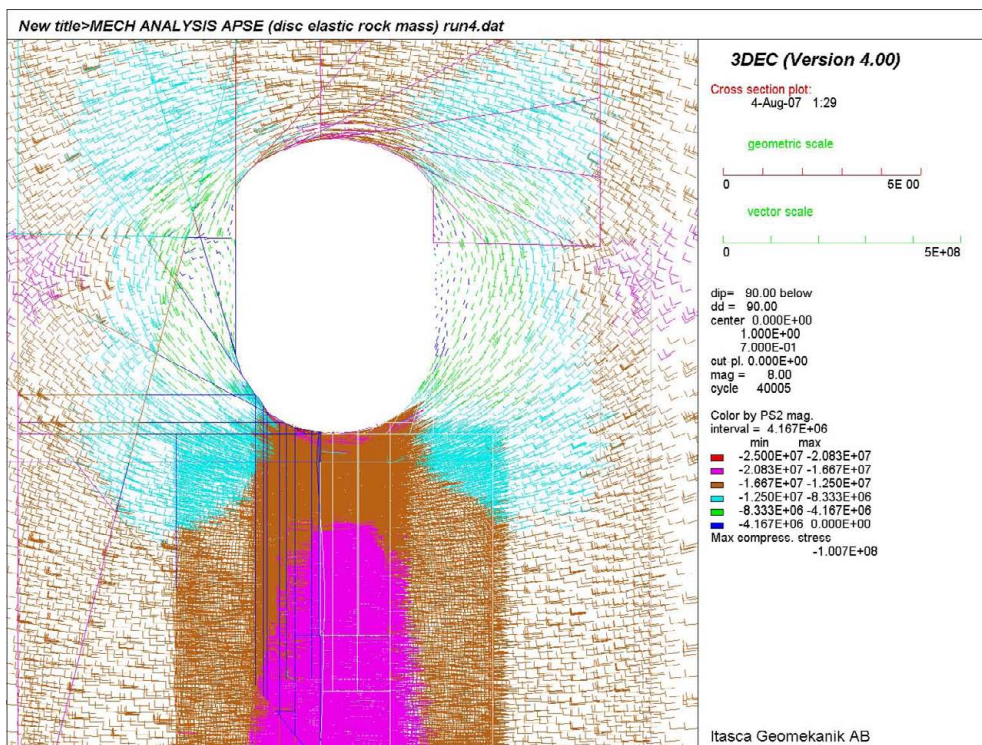 New title>MECH ANALYSIS APSE (disc elastic rock mass) run4.dat
3DEC (Version 4.00)
Cross section plot:
4-Aug-07 1:29
geometric scale
0 5E 00
vector scale
0 5E+08
dip= 90.00 below
dd = 90.00
center 0.000E+00
1.000E+00
7.000E-01
cut pl. 0.000E+00
mag = 8.00
cycle 40005
Color by PS2 mag.
interval = 4.167E+06
min max
-2.500E+07 -2.083E+07
-2.083E+07 -1.667E+07
-1.667E+07 -1.250E+07
-1.250E+07 -8.333E+06
-8.333E+06 -4.167E+06
-4.167E+06 0.000E+00
Max compress. stress
-1.007E+08
Itasca Geomekanik AB